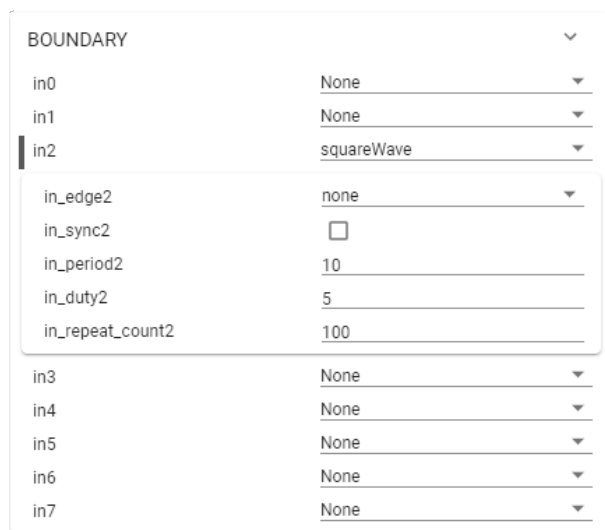 BOUNDARY
in0 None
in1 None
in2 squareWave
in_edge2 none
in_sync2
in_period2 10
in_duty2 5
in_repeat_count2 100
in3 None
in4 None
in5 None
in6 None
in7 None